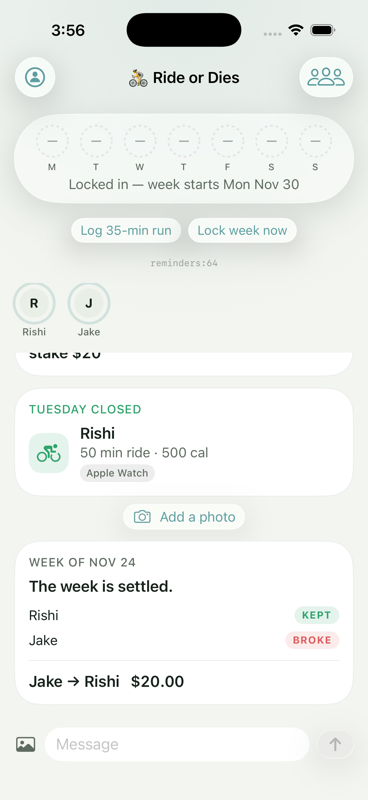 3:56
🚴 Ride or Dies
— — — — — — —
M T W T F S S
Locked in — week starts Mon Nov 30
Log 35-min run Lock week now
reminders:64
R J
Rishi Jake
stake $20
TUESDAY CLOSED
Rishi
50 min ride · 500 cal
Apple Watch
Add a photo
WEEK OF NOV 24
The week is settled.
Rishi KEPT
Jake BROKE
Jake → Rishi $20.00
Message